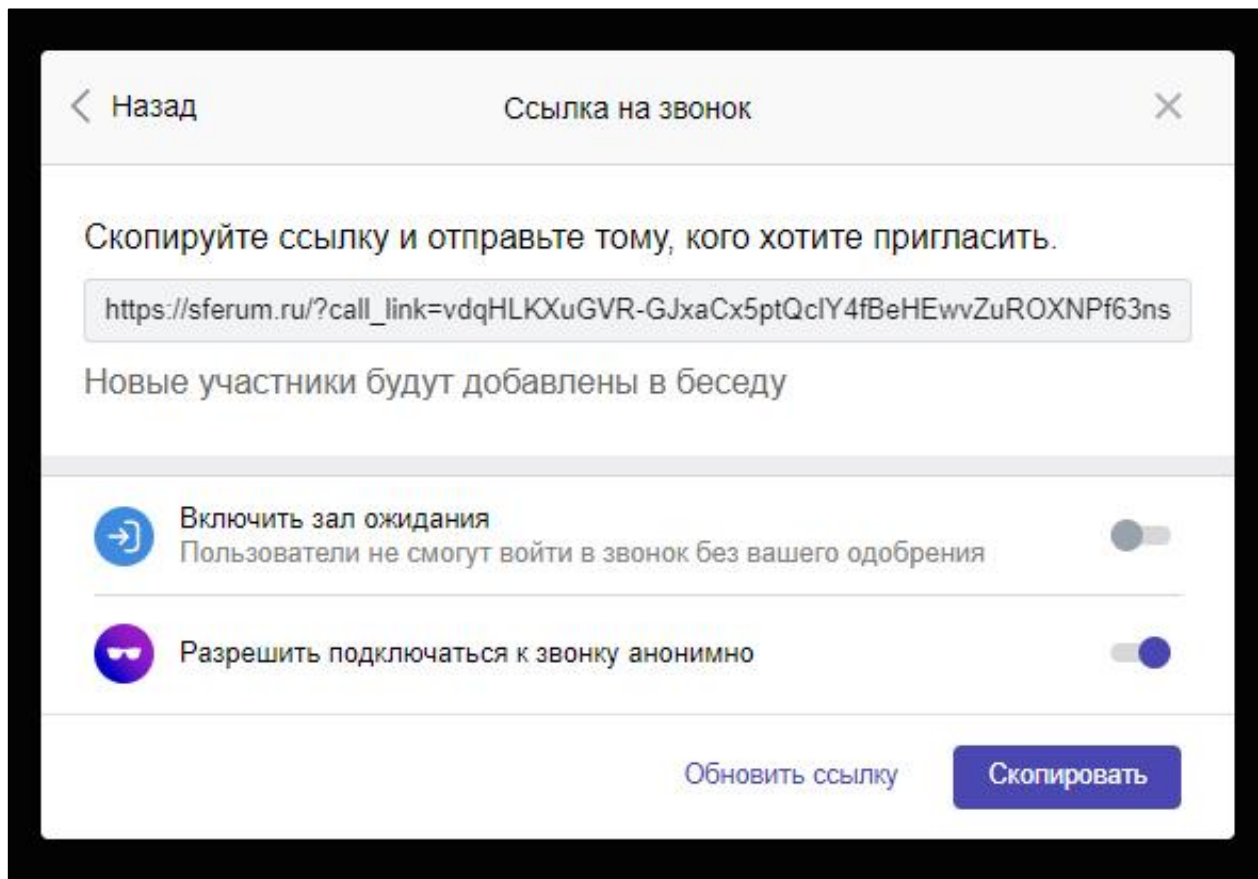 Назад
Ссылка на звонок
Скопируйте ссылку и отправьте тому, кого хотите пригласить.
https://sferum.ru/?call_link=vdqHLKXuGVR-GJxaCx5ptQclY4fBeHEwvZuROXNPf63ns
Новые участники будут добавлены в беседу
Включить зал ожидания
Пользователи не смогут войти в звонок без вашего одобрения
Разрешить подключаться к звонку анонимно
Обновить ссылку
Скопировать